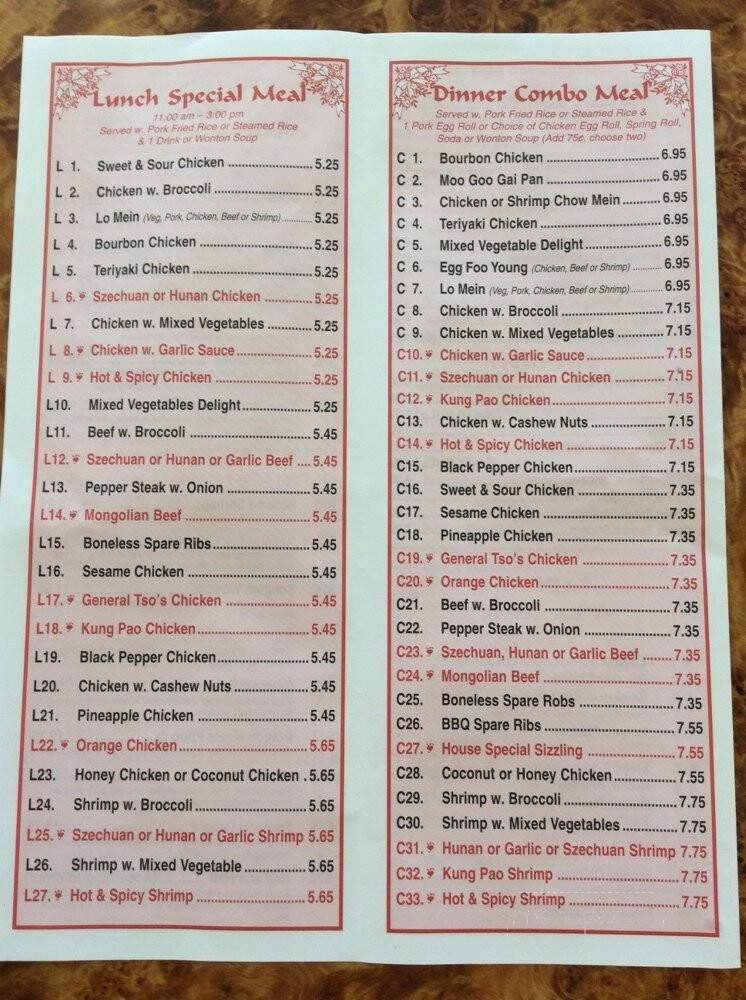 Lunch Special Meal
11:00 am – 3:00 pm
Served w. Pork Fried Rice or Steamed Rice
& 1 Drink or Wonton Soup
L 1. Sweet & Sour Chicken 5.25
L 2. Chicken w. Broccoli 5.25
L 3. Lo Mein (Veg, Pork, Chicken, Beef or Shrimp) 5.25
L 4. Bourbon Chicken 5.25
L 5. Teriyaki Chicken 5.25
L 6. Szechuan or Hunan Chicken 5.25
L 7. Chicken w. Mixed Vegetables 5.25
L 8. Chicken w. Garlic Sauce 5.25
L 9. Hot & Spicy Chicken 5.25
L10. Mixed Vegetables Delight 5.25
L11. Beef w. Broccoli 5.45
L12. Szechuan or Hunan or Garlic Beef 5.45
L13. Pepper Steak w. Onion 5.45
L14. Mongolian Beef 5.45
L15. Boneless Spare Ribs 5.45
L16. Sesame Chicken 5.45
L17. General Tso's Chicken 5.45
L18. Kung Pao Chicken 5.45
L19. Black Pepper Chicken 5.45
L20. Chicken w. Cashew Nuts 5.45
L21. Pineapple Chicken 5.45
L22. Orange Chicken 5.65
L23. Honey Chicken or Coconut Chicken 5.65
L24. Shrimp w. Broccoli 5.65
L25. Szechuan or Hunan or Garlic Shrimp 5.65
L26. Shrimp w. Mixed Vegetable 5.65
L27. Hot & Spicy Shrimp 5.65
Dinner Combo Meal
Served w. Pork Fried Rice or Steamed Rice &
1 Pork Egg Roll or Choice of Chicken Egg Roll, Spring Roll,
Soda or Wonton Soup (Add 75¢, choose two)
C 1. Bourbon Chicken 6.95
C 2. Moo Goo Gai Pan 6.95
C 3. Chicken or Shrimp Chow Mein 6.95
C 4. Teriyaki Chicken 6.95
C 5. Mixed Vegetable Delight 6.95
C 6. Egg Foo Young (Chicken, Beef or Shrimp) 6.95
C 7. Lo Mein (Veg, Pork, Chicken, Beef or Shrimp) 6.95
C 8. Chicken w. Broccoli 7.15
C 9. Chicken w. Mixed Vegetables 7.15
C10. Chicken w. Garlic Sauce 7.15
C11. Szechuan or Hunan Chicken 7.15
C12. Kung Pao Chicken 7.15
C13. Chicken w. Cashew Nuts 7.15
C14. Hot & Spicy Chicken 7.15
C15. Black Pepper Chicken 7.15
C16. Sweet & Sour Chicken 7.35
C17. Sesame Chicken 7.35
C18. Pineapple Chicken 7.35
C19. General Tso's Chicken 7.35
C20. Orange Chicken 7.35
C21. Beef w. Broccoli 7.35
C22. Pepper Steak w. Onion 7.35
C23. Szechuan, Hunan or Garlic Beef 7.35
C24. Mongolian Beef 7.35
C25. Boneless Spare Robs 7.35
C26. BBQ Spare Ribs 7.55
C27. House Special Sizzling 7.55
C28. Coconut or Honey Chicken 7.55
C29. Shrimp w. Broccoli 7.75
C30. Shrimp w. Mixed Vegetables 7.75
C31. Hunan or Garlic or Szechuan Shrimp 7.75
C32. Kung Pao Shrimp 7.75
C33. Hot & Spicy Shrimp 7.75